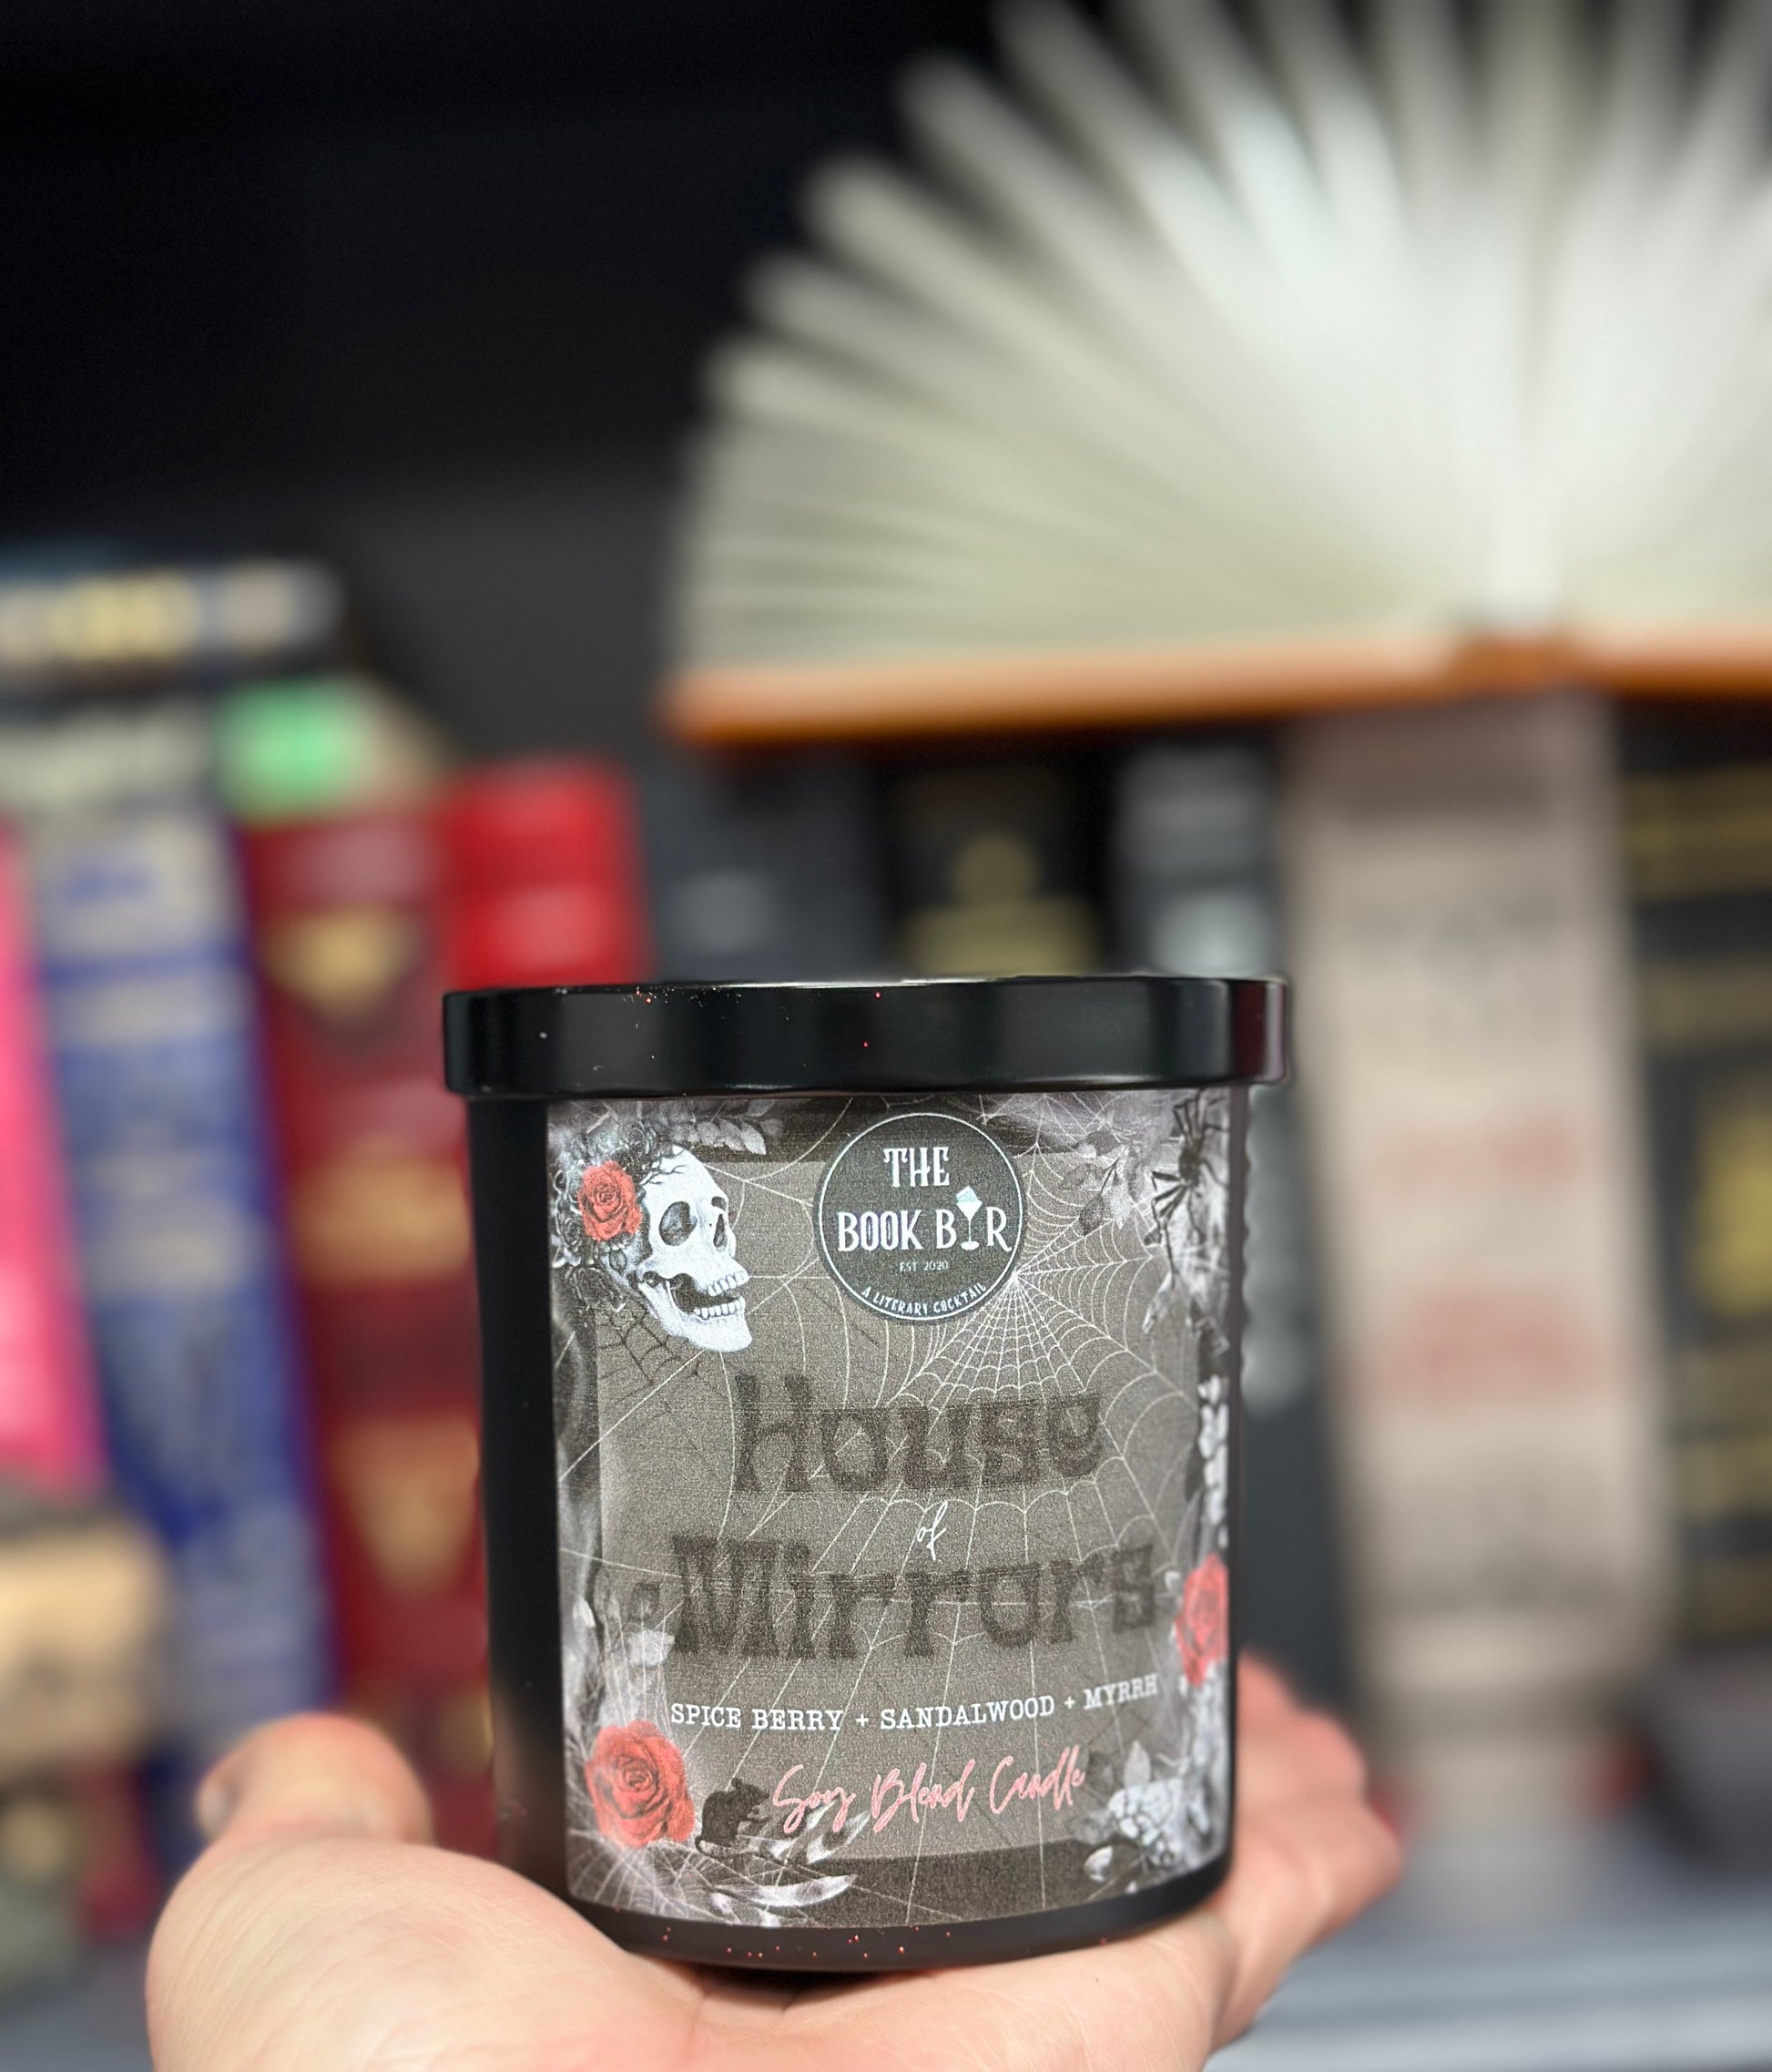 THE
BOOK BAR
EST 2020
A LITERARY COCKTAIL
House
of
Mirrors
SPICE BERRY + SANDALWOOD + MYRRH
Soy Blend Candle